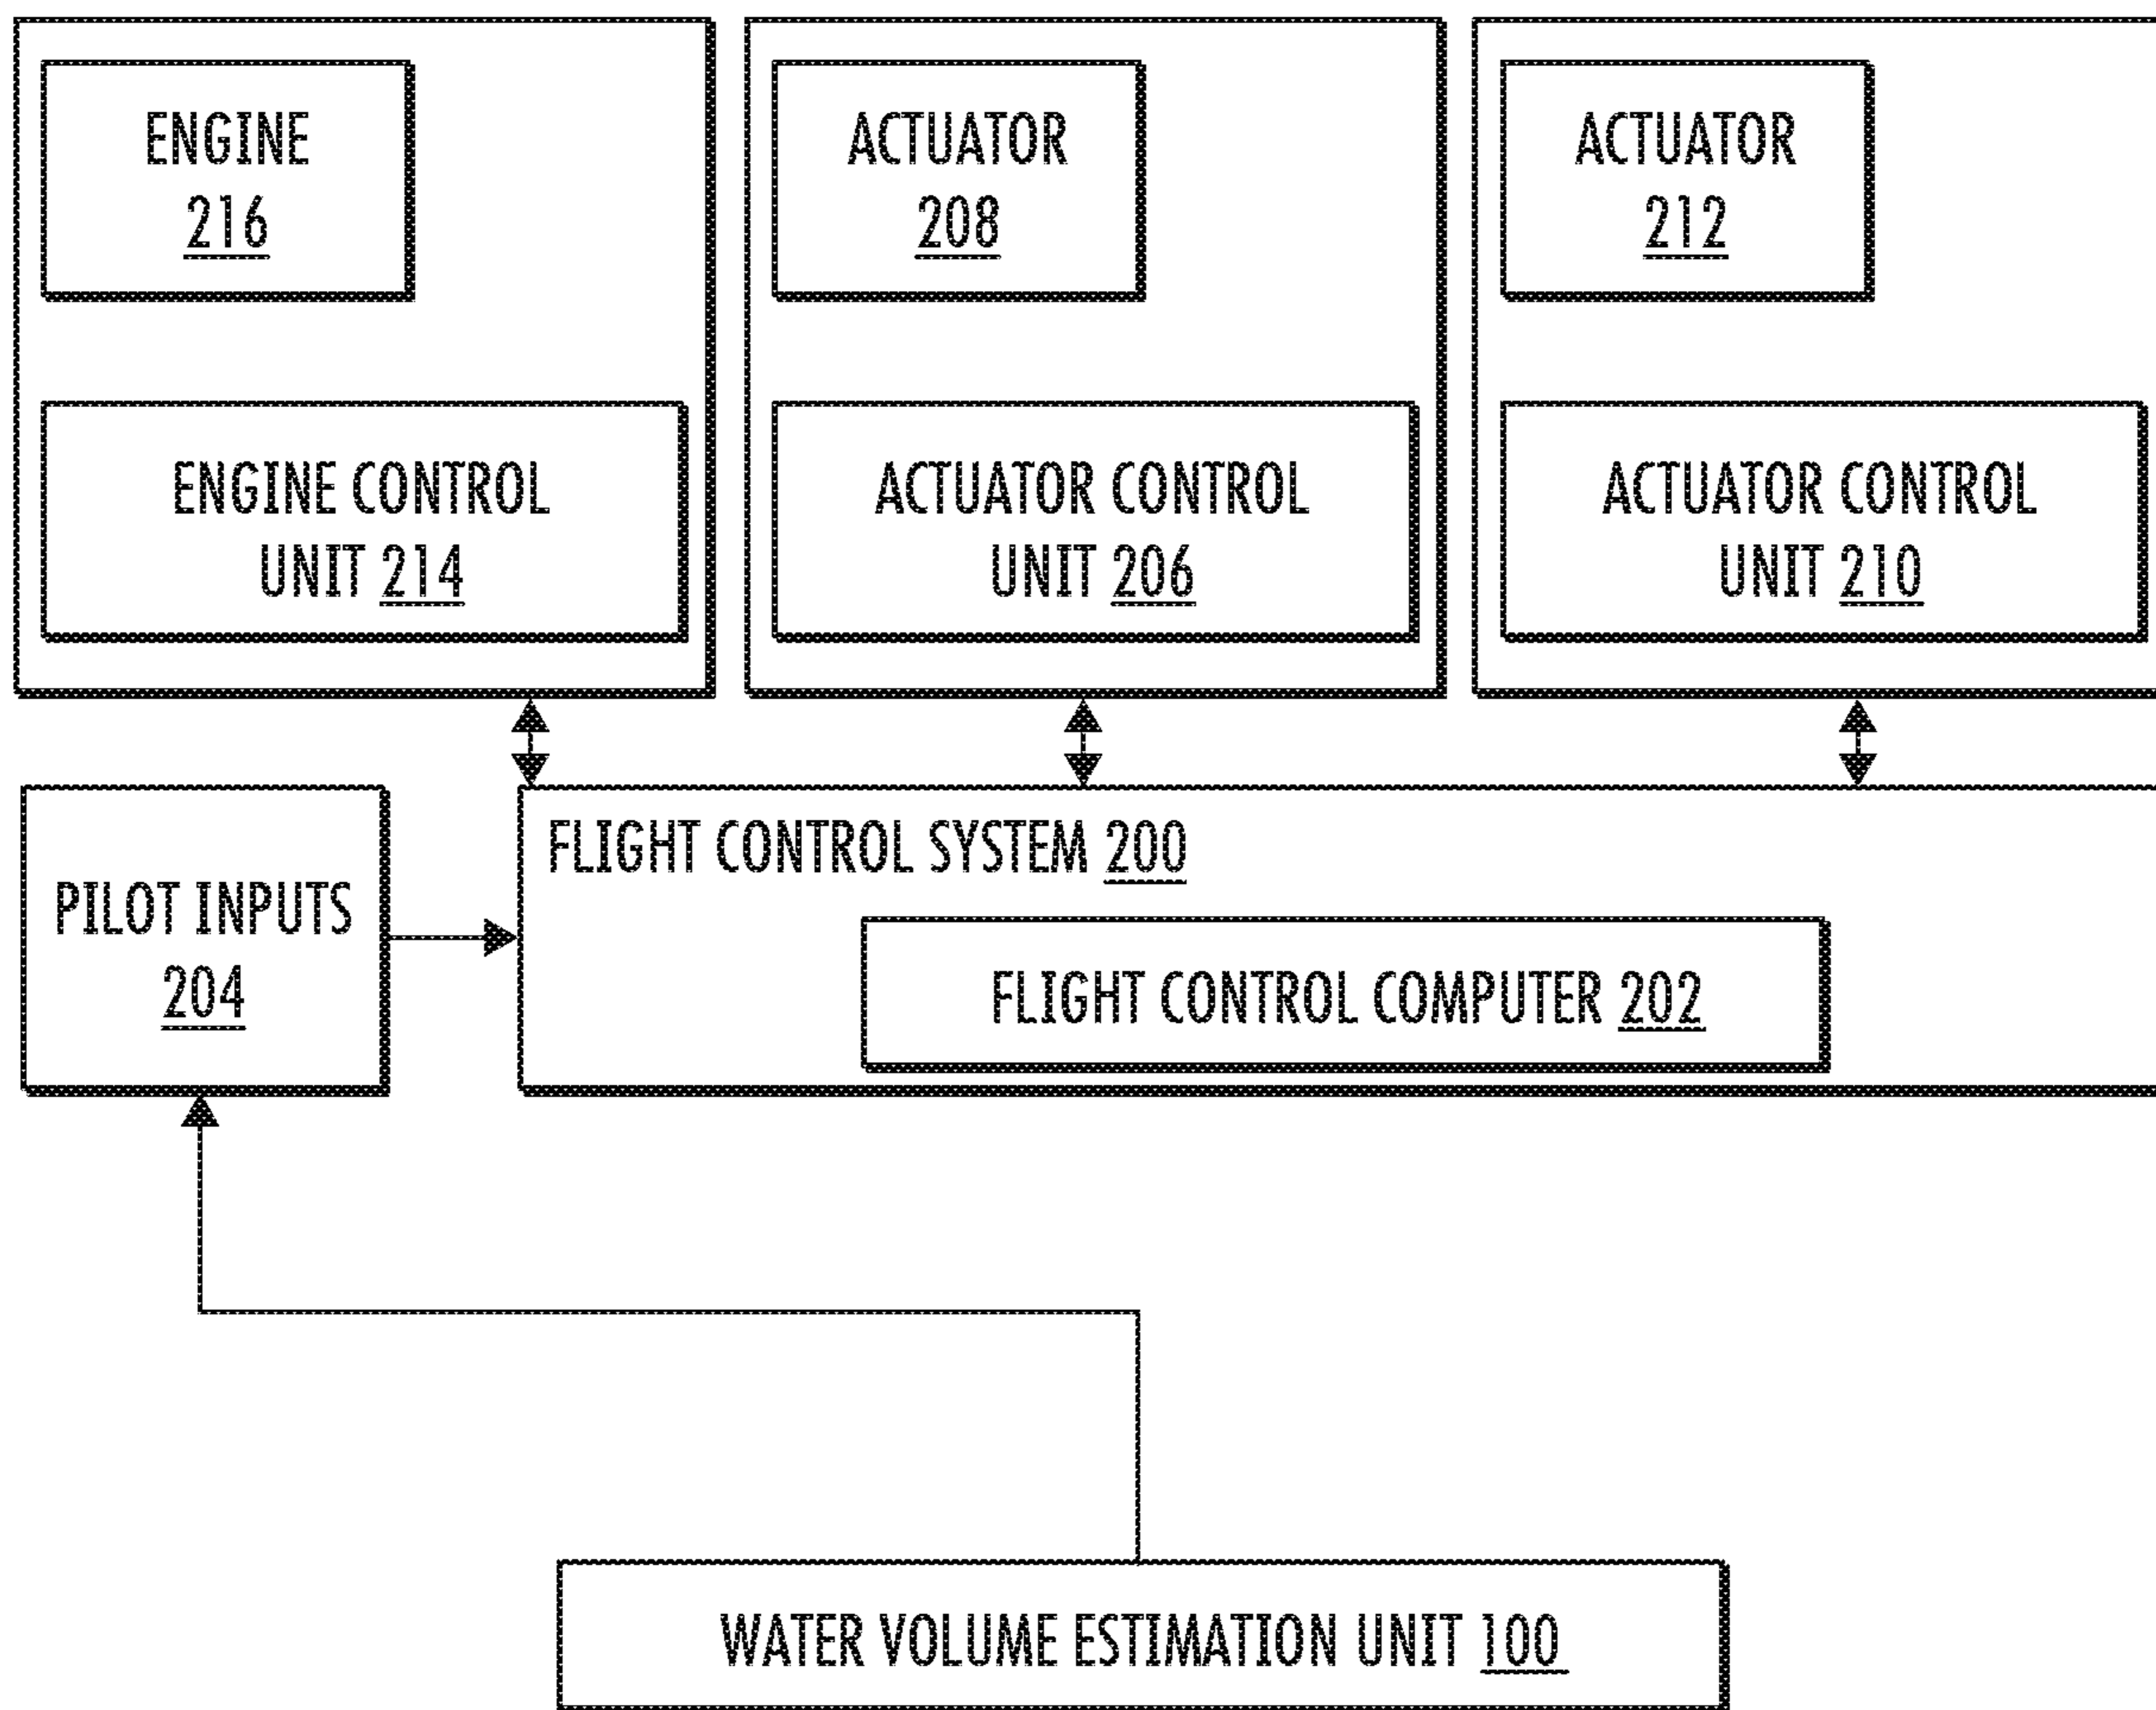 ENGINE
216
ACTUATOR
208
ACTUATOR
212
ENGINE CONTROL
UNIT 214
ACTUATOR CONTROL
UNIT 206
ACTUATOR CONTROL
UNIT 210
PILOT INPUTS
204
FLIGHT CONTROL SYSTEM 200
FLIGHT CONTROL COMPUTER 202
WATER VOLUME ESTIMATION UNIT 100